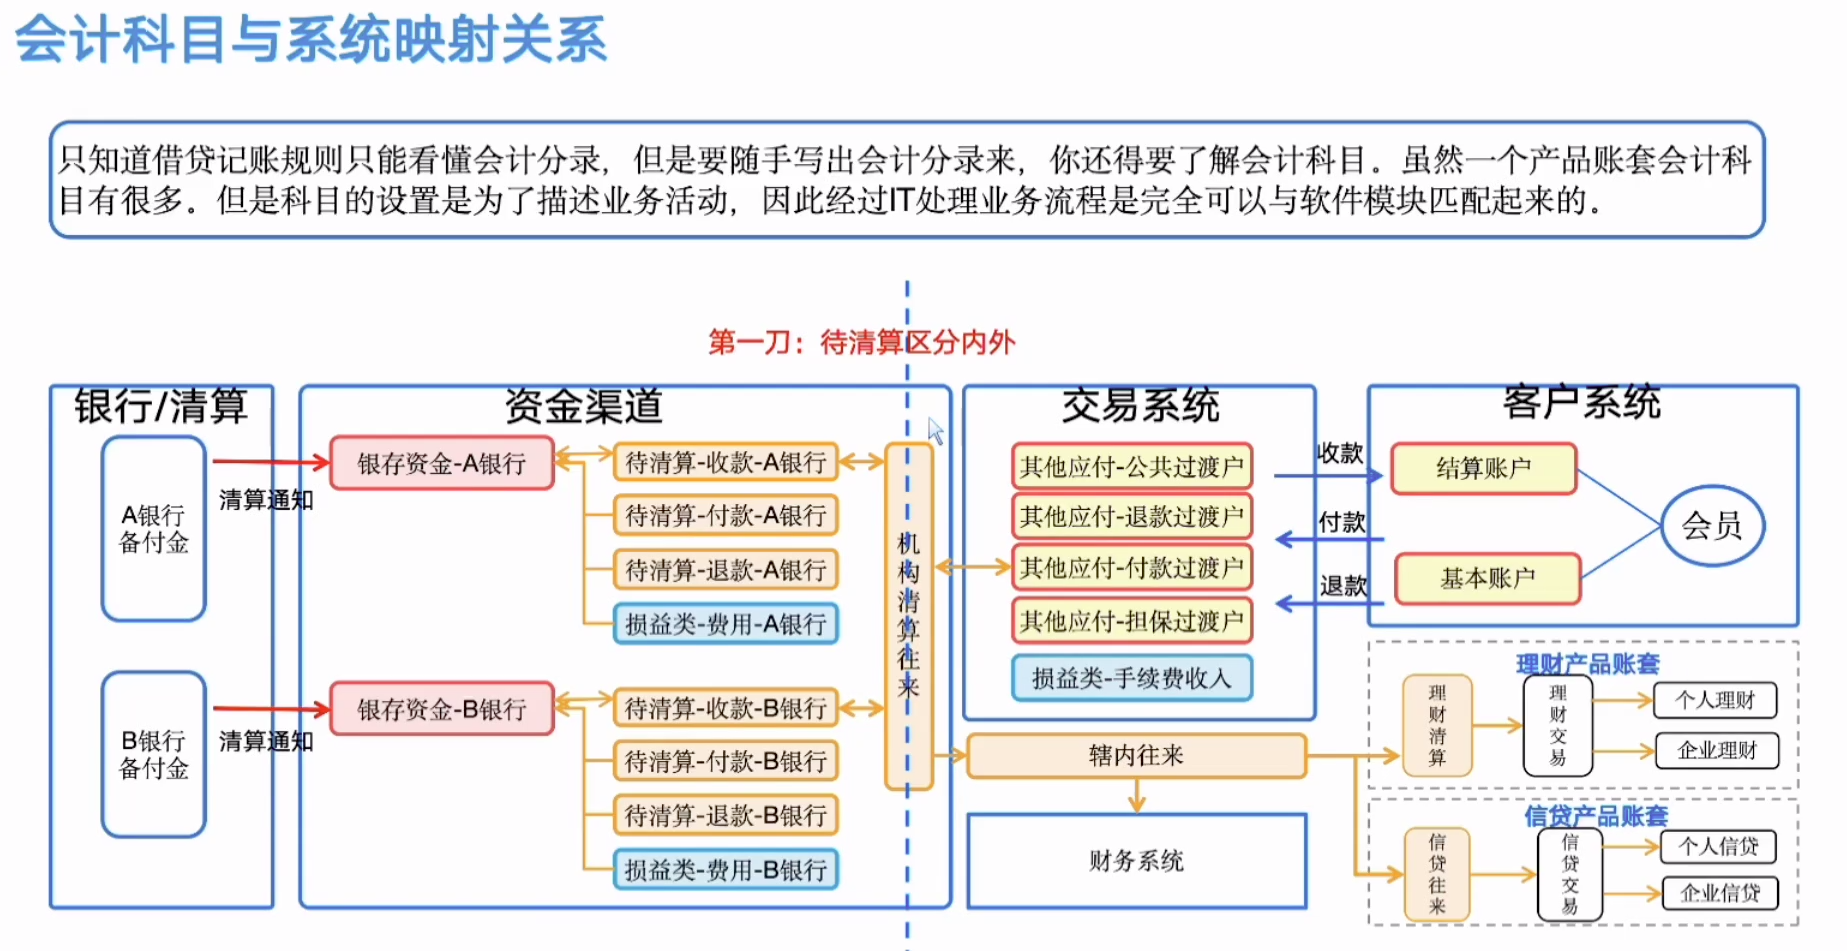 会计科目与系统映射关系
只知道借贷记账规则只能看懂会计分录，但是要随手写出会计分录来，你还得要了解会计科目。虽然一个产品账套会计科
目有很多。但是科目的设置是为了描述业务活动，因此经过IT处理业务流程是完全可以与软件模块匹配起来的。
第一刀：待清算区分内外
银行/清算
A银行
备付金
B银行
备付金
清算通知
清算通知
资金渠道
银存资金-A银行
待清算-收款-A银行
待清算-付款-A银行
待清算-退款-A银行
损益类-费用-A银行
银存资金-B银行
待清算-收款-B银行
待清算-付款-B银行
待清算-退款-B银行
损益类-费用-B银行
机构清算往来
交易系统
其他应付-公共过渡户
其他应付-退款过渡户
其他应付-付款过渡户
其他应付-担保过渡户
损益类-手续费收入
收款
付款
退款
客户系统
结算账户
基本账户
会员
辖内往来
财务系统
理财产品账套
理财清算
理财交易
个人理财
企业理财
信贷产品账套
信贷往来
信贷交易
个人信贷
企业信贷